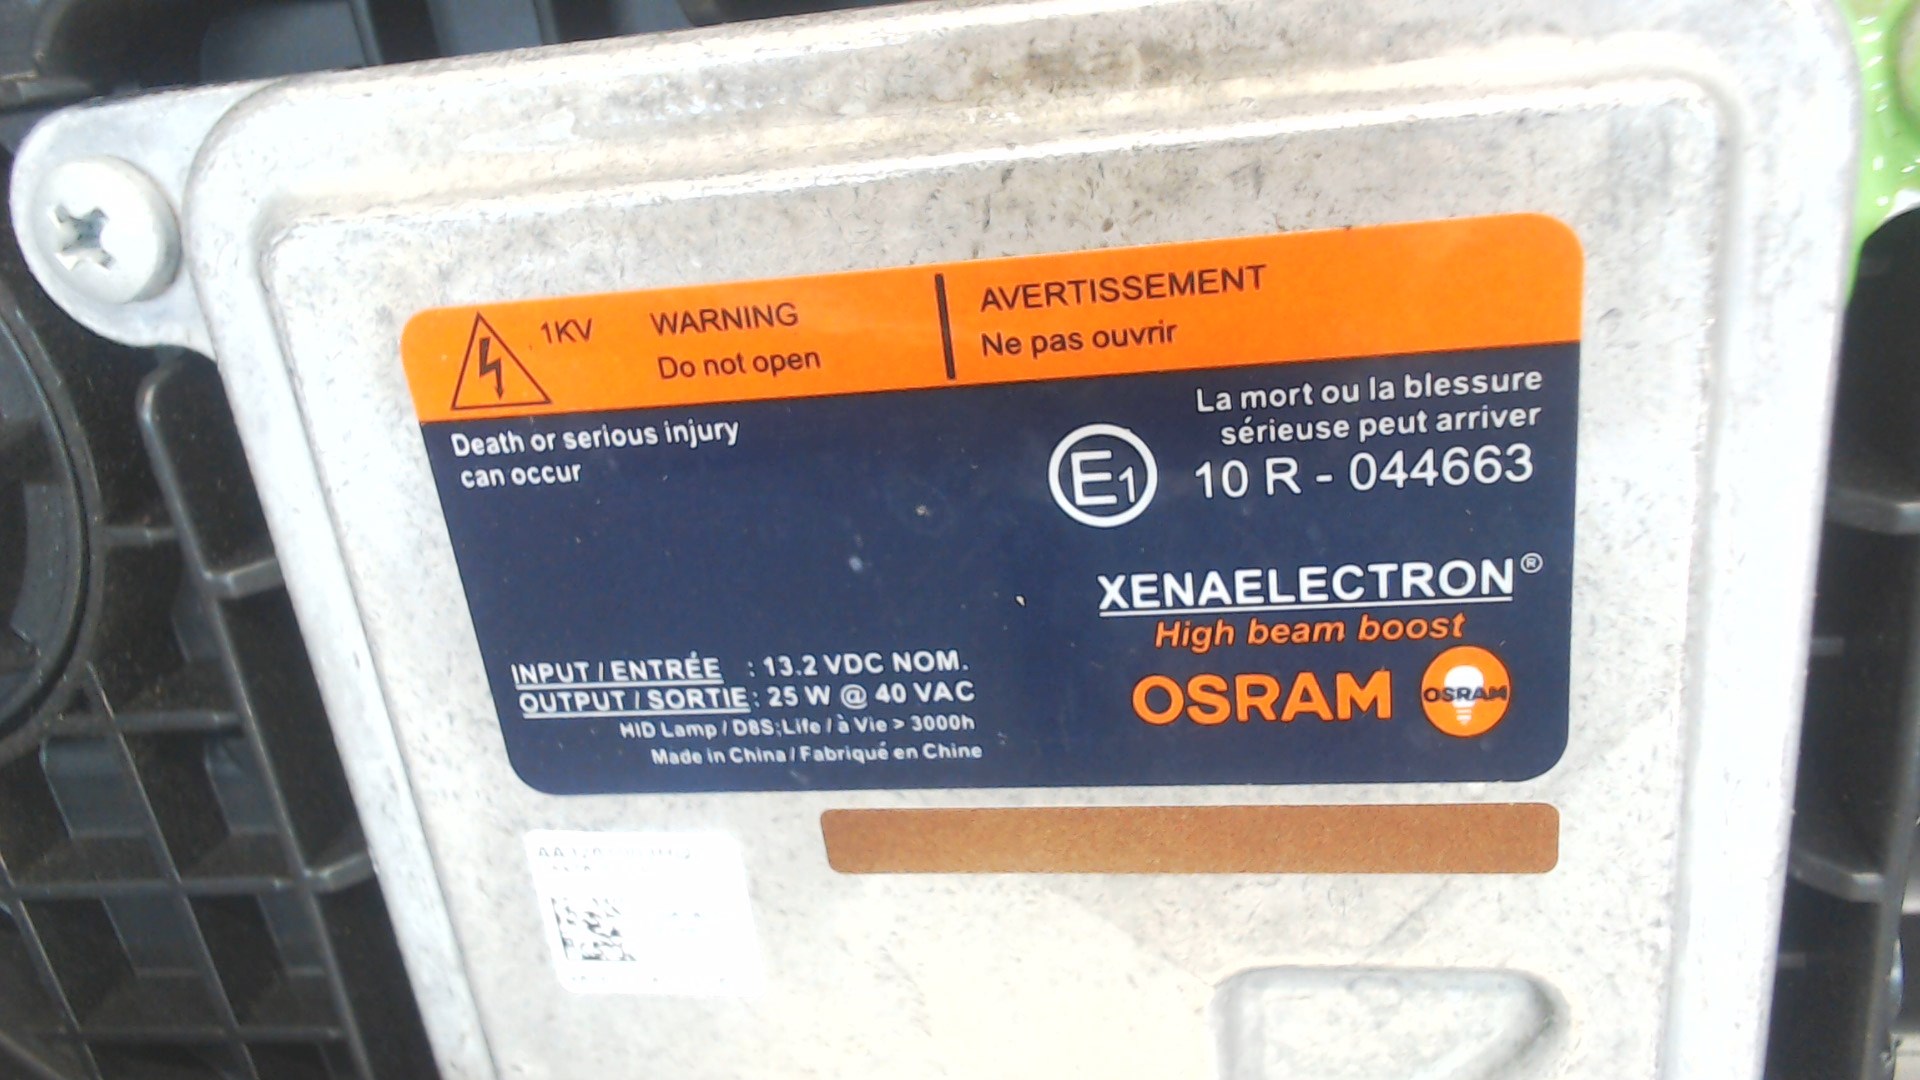 1KV
WARNING
Do not open
AVERTISSEMENT
Ne pas ouvrir
Death or serious injury
can occur
La mort ou la blessure
sérieuse peut arriver
E1
10 R - 044663
XENAELECTRON®
High beam boost
OSRAM
OSRAM
INPUT / ENTRÉE : 13.2 VDC NOM.
OUTPUT / SORTIE : 25 W @ 40 VAC
HID Lamp / D8S; Life / à Vie > 3000h
Made in China / Fabriqué en Chine